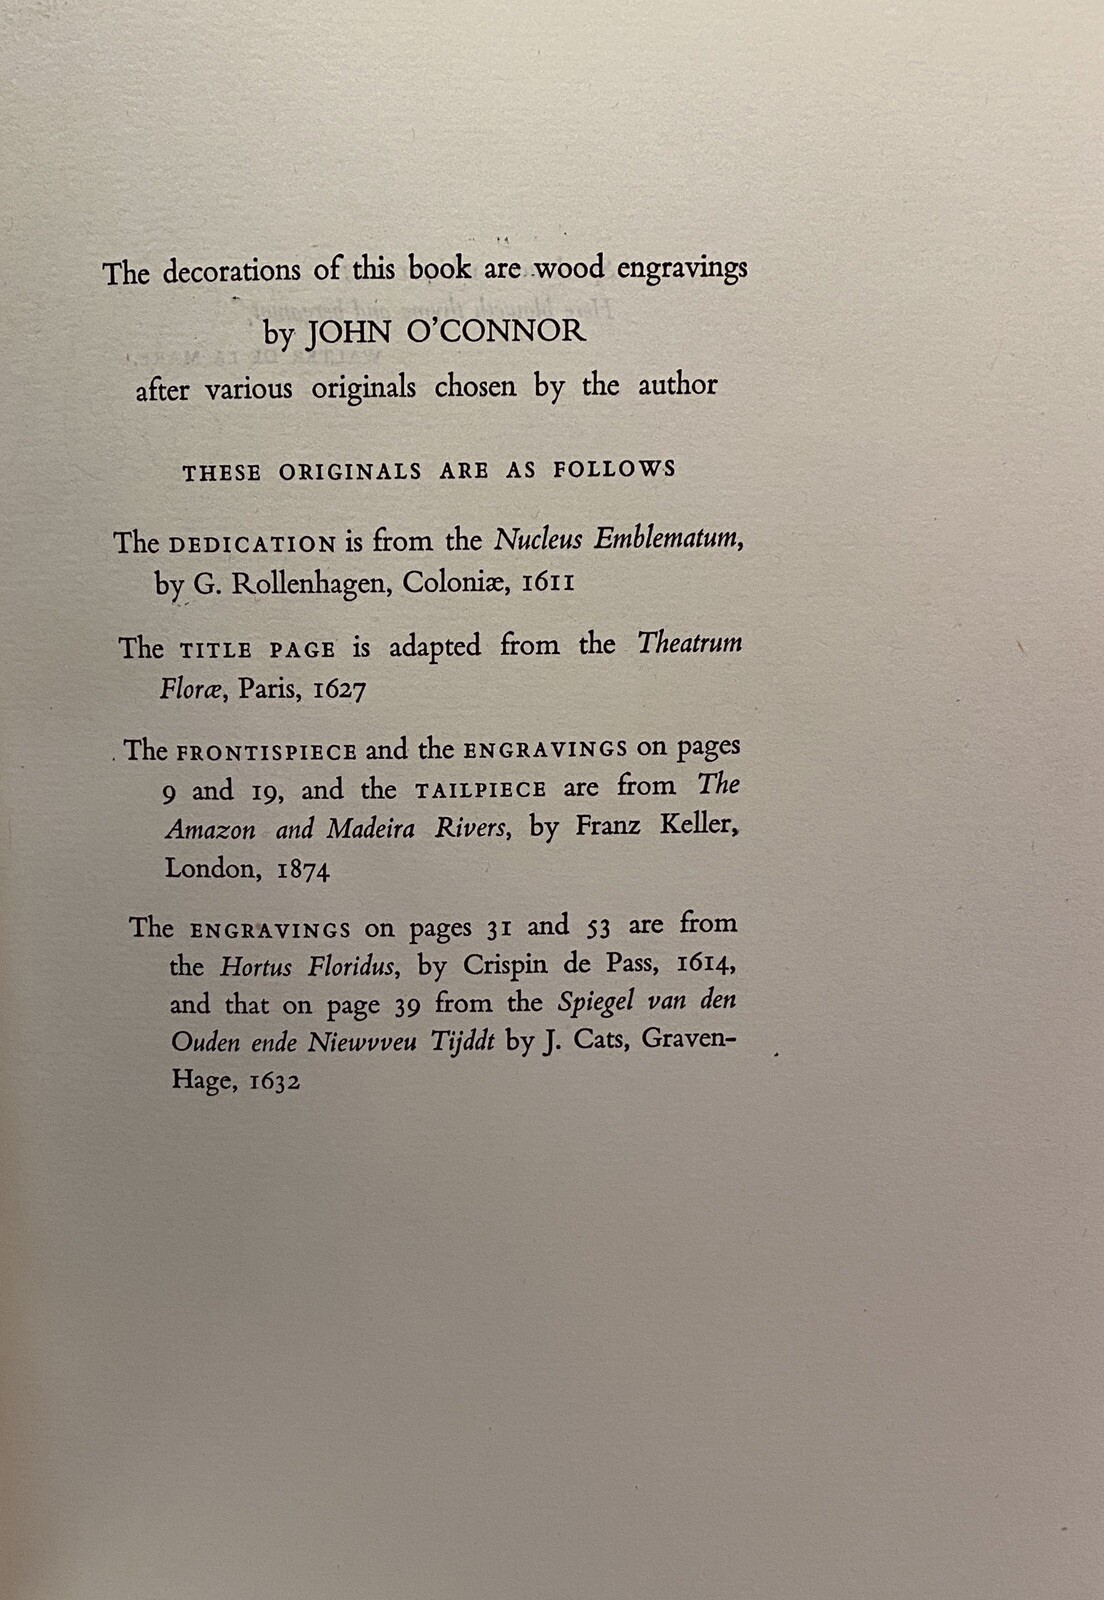 The decorations of this book are wood engravings
by JOHN O'CONNOR
after various originals chosen by the author
THESE ORIGINALS ARE AS FOLLOWS
The DEDICATION is from the Nucleus Emblematum,
by G. Rollenhagen, Coloniæ, 1611
The TITLE PAGE is adapted from the Theatrum
Floræ, Paris, 1627
The FRONTISPIECE and the ENGRAVINGS on pages
9 and 19, and the TAILPIECE are from The
Amazon and Madeira Rivers, by Franz Keller,
London, 1874
The ENGRAVINGS on pages 31 and 53 are from
the Hortus Floridus, by Crispin de Pass, 1614,
and that on page 39 from the Spiegel van den
Ouden ende Niewvveu Tijddt by J. Cats, Graven-
Hage, 1632